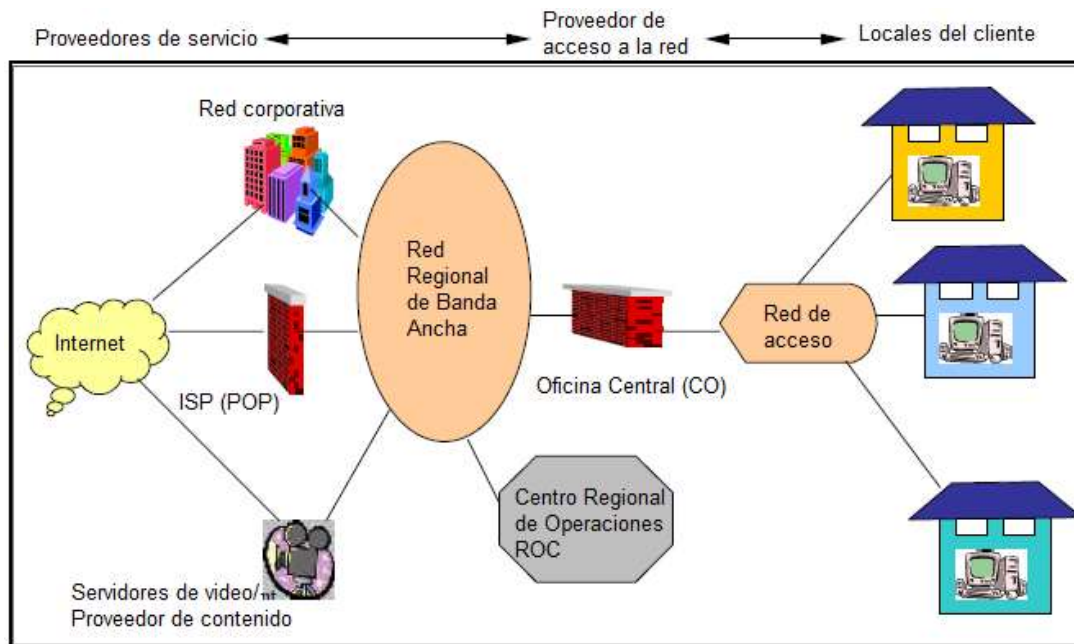 Proveedores de servicio
Proveedor de
acceso a la red
Locales del cliente
Red corporativa
Red
Regional
de Banda
Ancha
Internet
ISP (POP)
Oficina Central (CO)
Red de
acceso
Centro Regional
de Operaciones
ROC
Servidores de video/
Proveedor de contenido